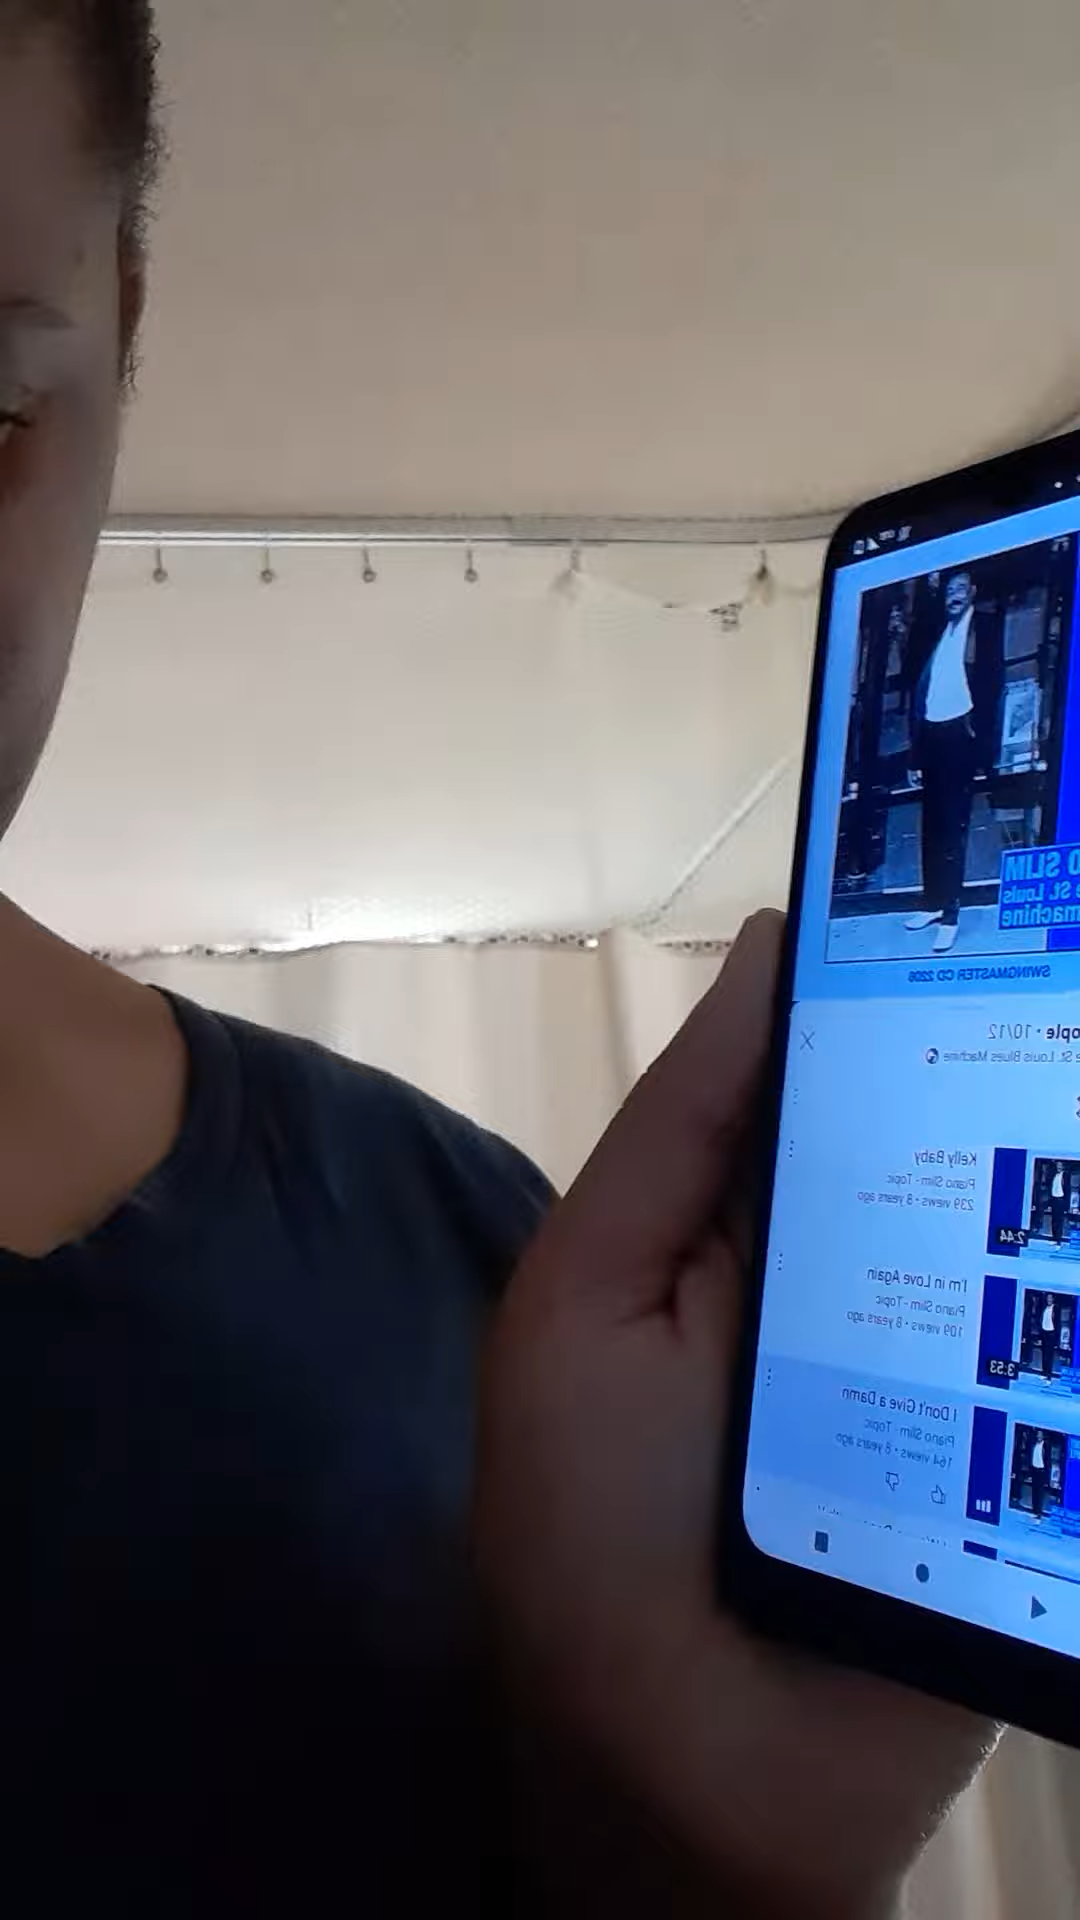 O SLIM
e St. Louis
machine
SWINGMASTER CD 2206
ople • 10/12
e St. Louis Blues Machine
Kelly Baby
Piano Slim - Topic
239 views • 8 years ago
2:44
I'm in Love Again
Piano Slim - Topic
109 views • 8 years ago
3:53
I Don't Give a Damn
Piano Slim - Topic
164 views • 8 years ago